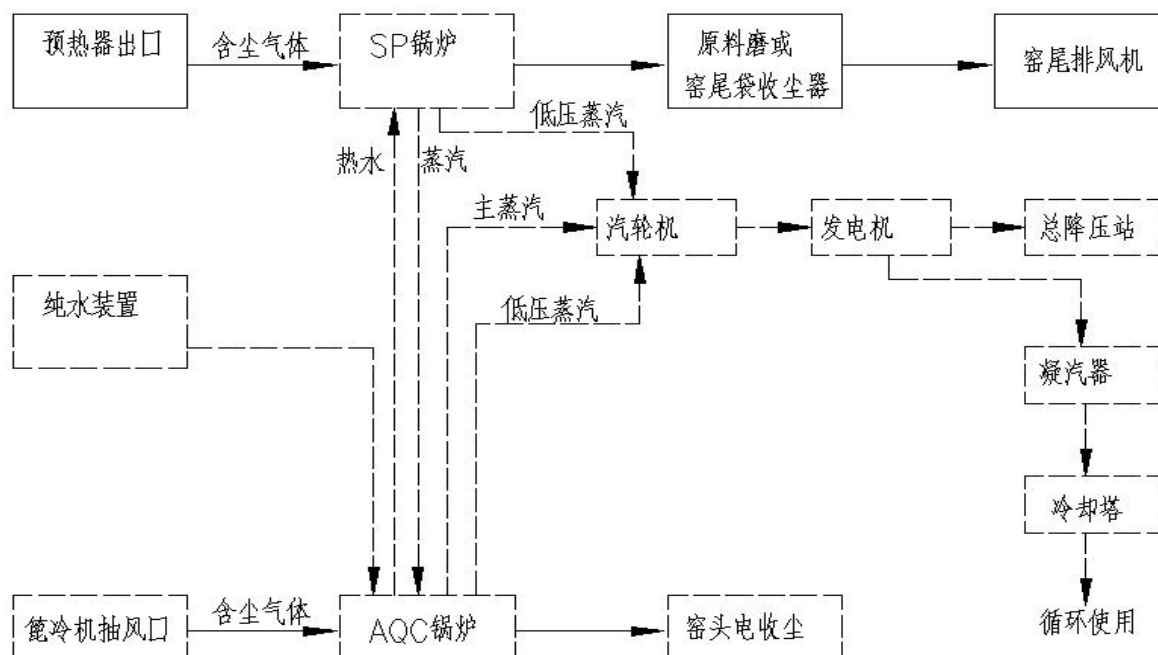 预热器出口
含尘气体
SP锅炉
原料磨或
窑尾袋收尘器
窑尾排风机
低压蒸汽
热水
蒸汽
主蒸汽
汽轮机
发电机
总降压站
纯水装置
低压蒸汽
凝汽器
冷却塔
篦冷机抽风口
含尘气体
AQC锅炉
窑头电收尘
循环使用